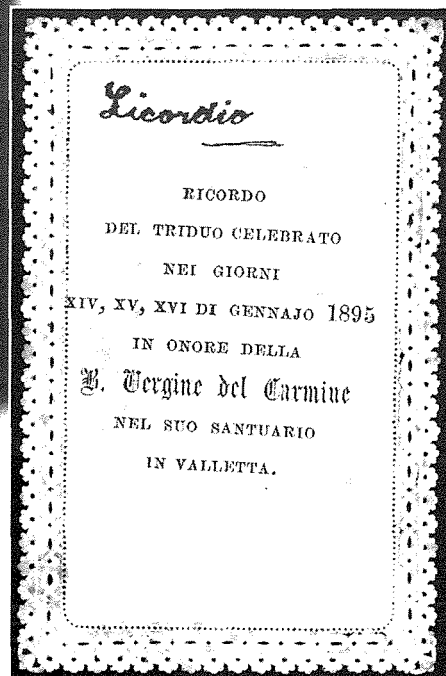 Licordio
RICORDO
DEL TRIDUO CELEBRATO
NEI GIORNI
XIV, XV, XVI DI GENNAJO 1895
IN ONORE DELLA
B. Vergine del Carmine
NEL SUO SANTUARIO
IN VALLETTA.